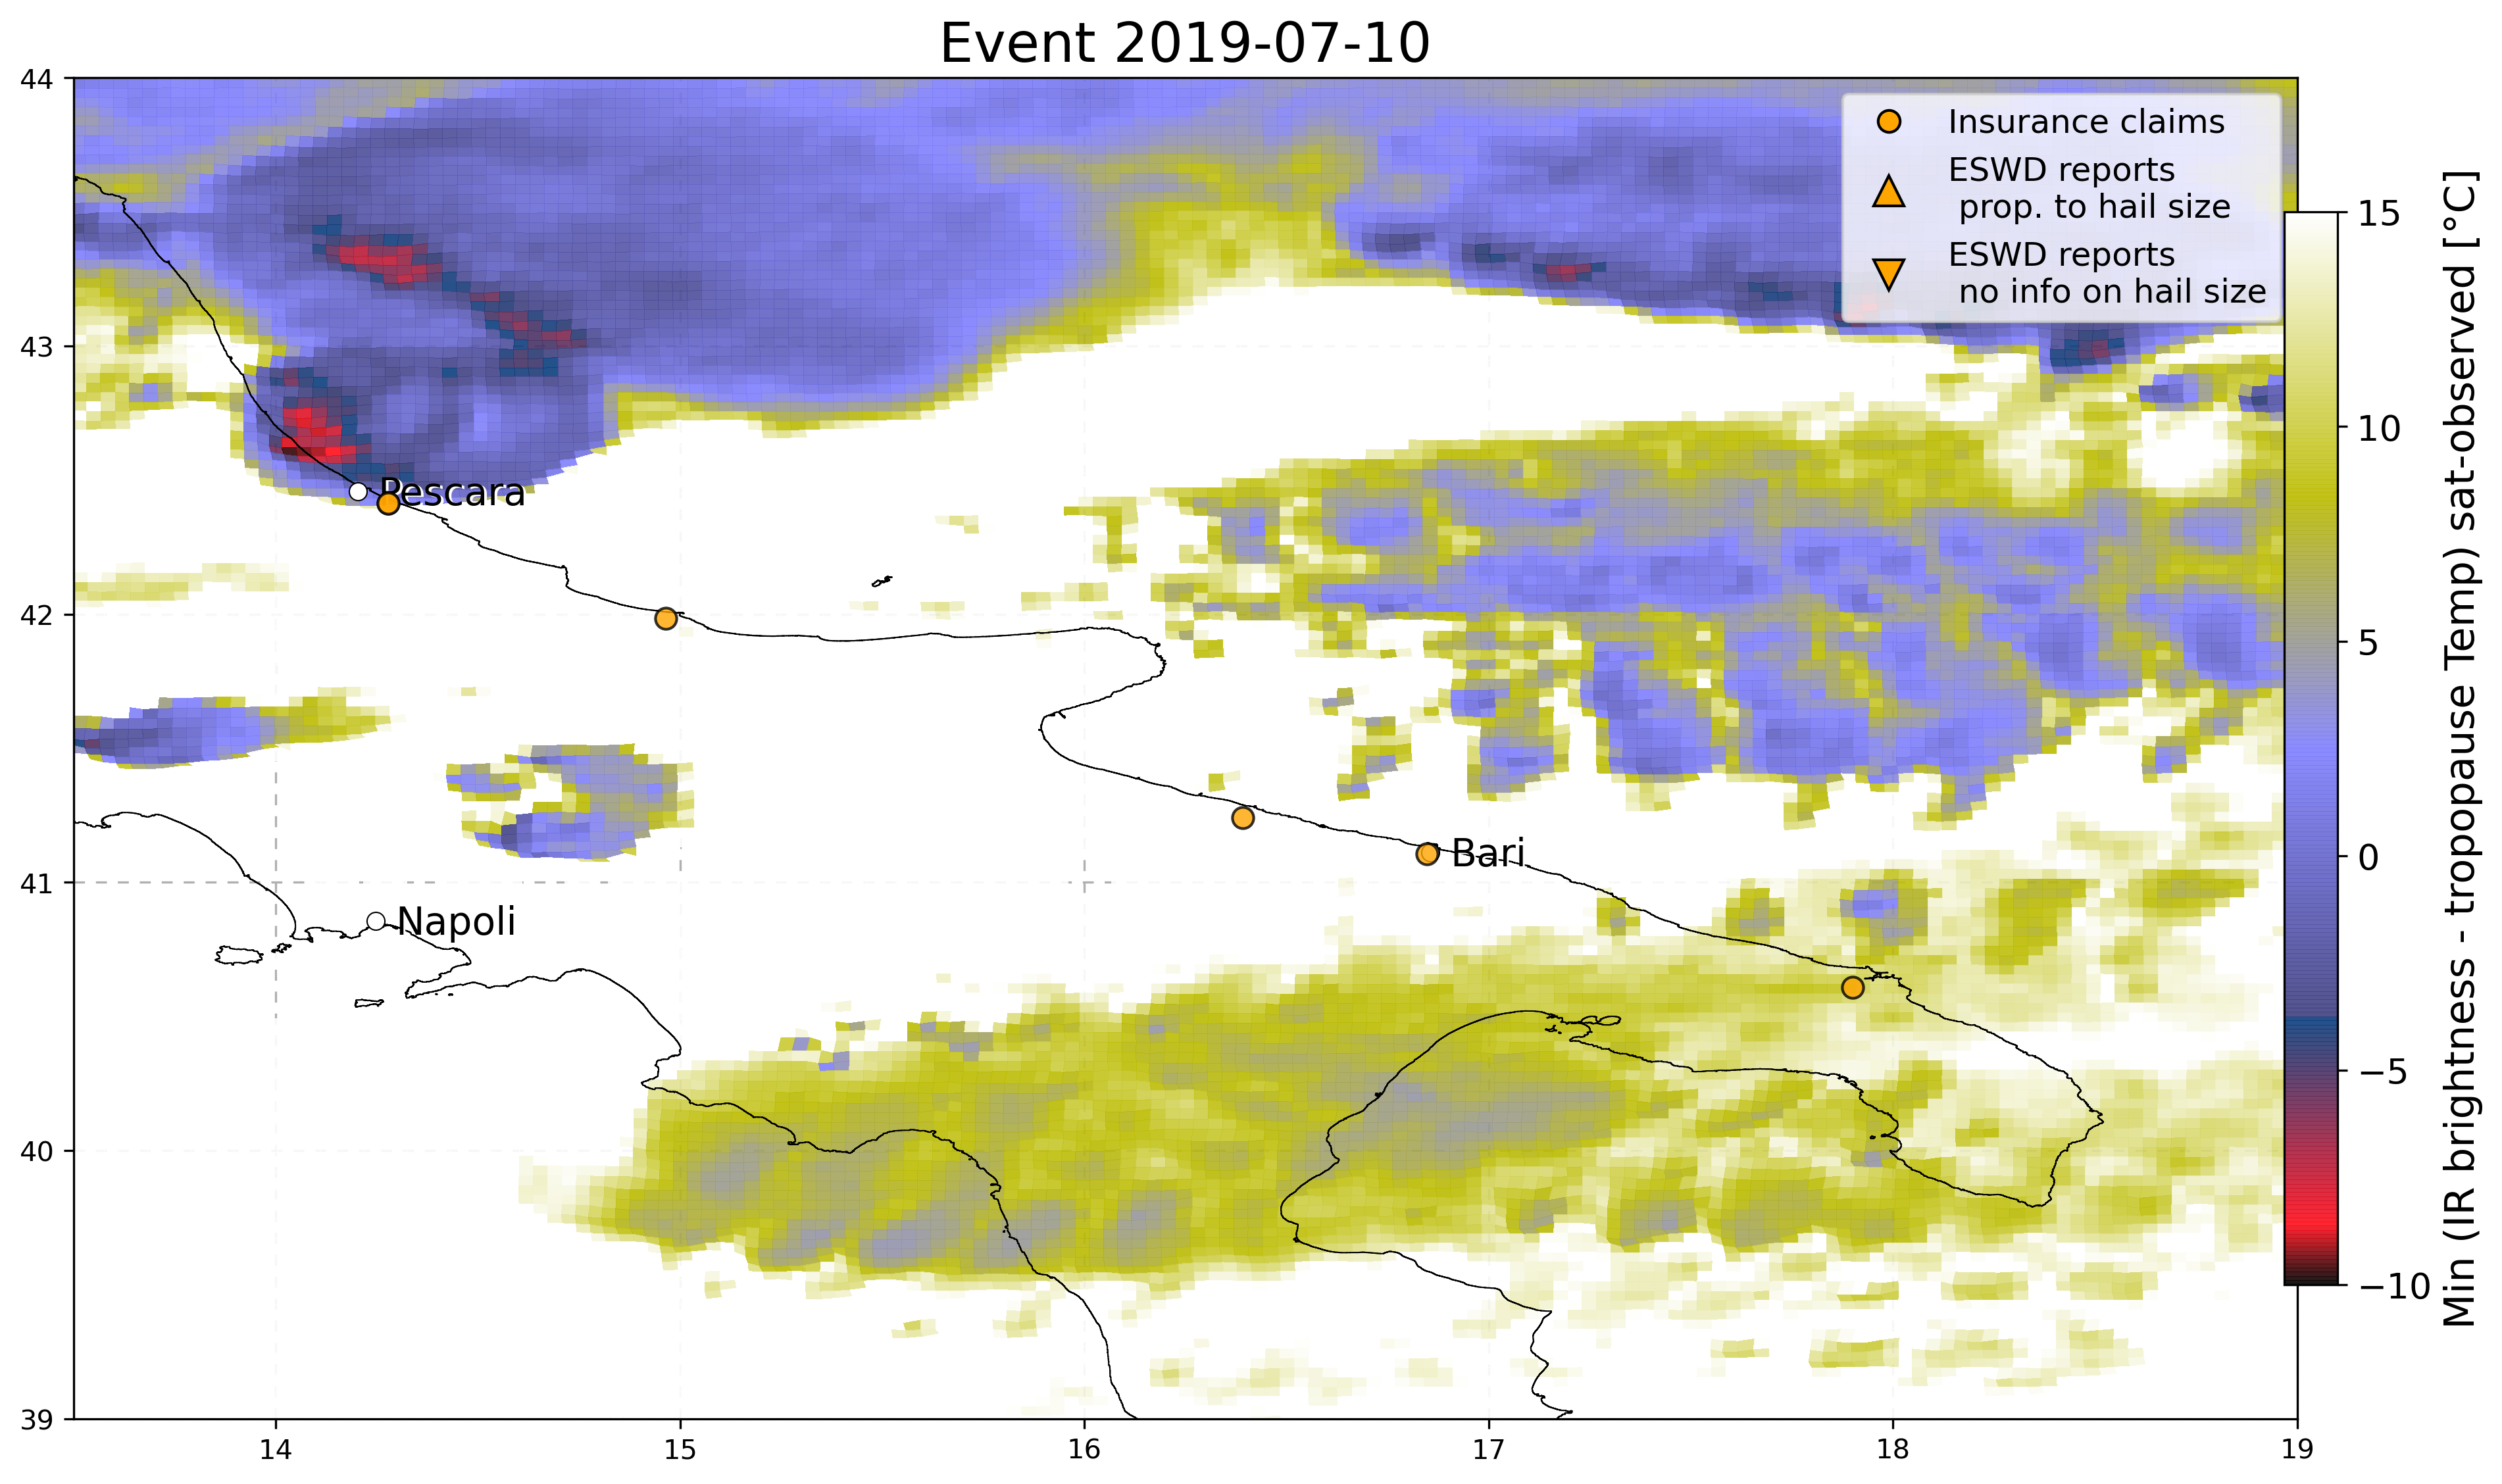 Event 2019-07-10
44
43
42
41
40
39
14
15
16
17
18
19
Insurance claims
ESWD reports
prop. to hail size
ESWD reports
no info on hail size
Pescara
Bari
Napoli
15
10
5
0
−5
−10
Min (IR brightness - tropopause Temp) sat-observed [°C]